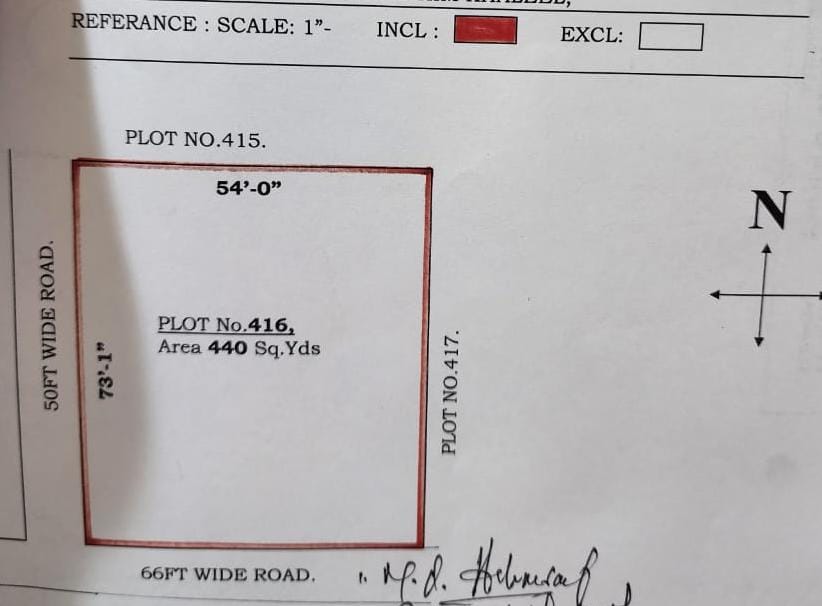 REFERANCE : SCALE: 1”- INCL : EXCL:
PLOT NO.415.
54’-0”
N
50FT WIDE ROAD.
73’-1”
PLOT No.416,
Area 440 Sq.Yds
PLOT NO.417.
66FT WIDE ROAD.
1. M.d.